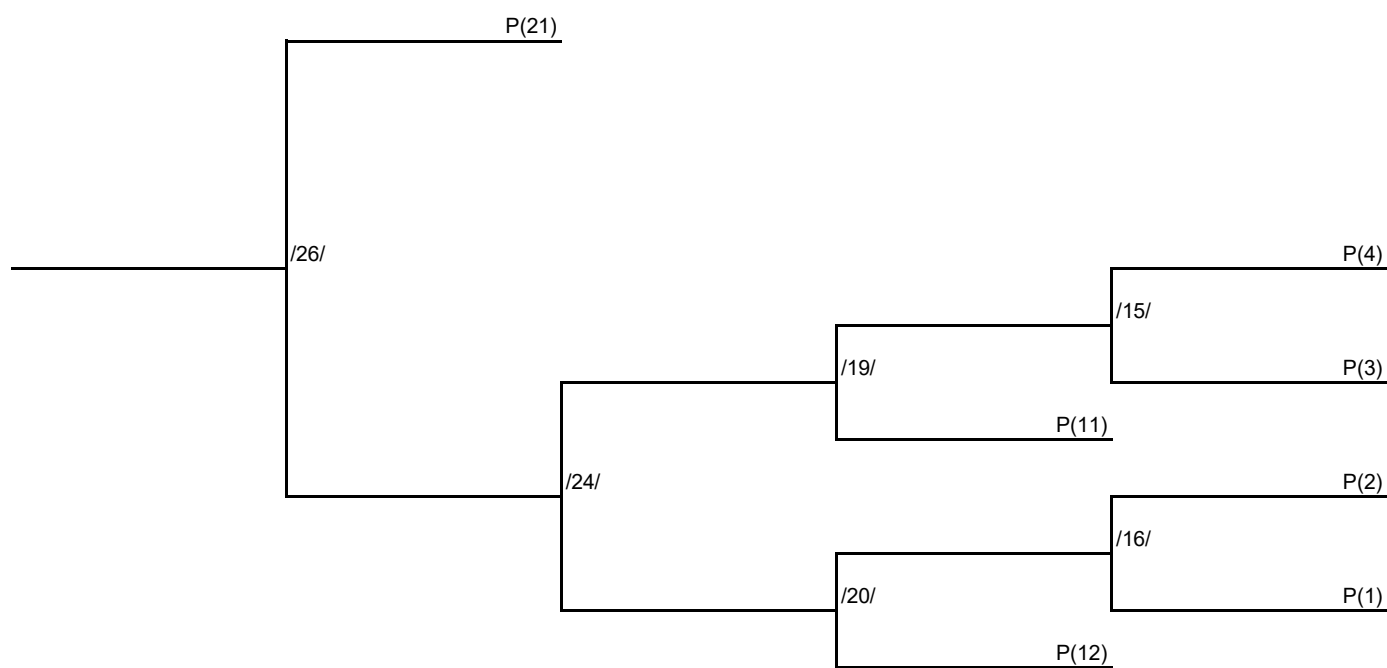 P(21)
/26/
P(4)
/15/
/19/
P(3)
P(11)
/24/
P(2)
/16/
/20/
P(1)
P(12)